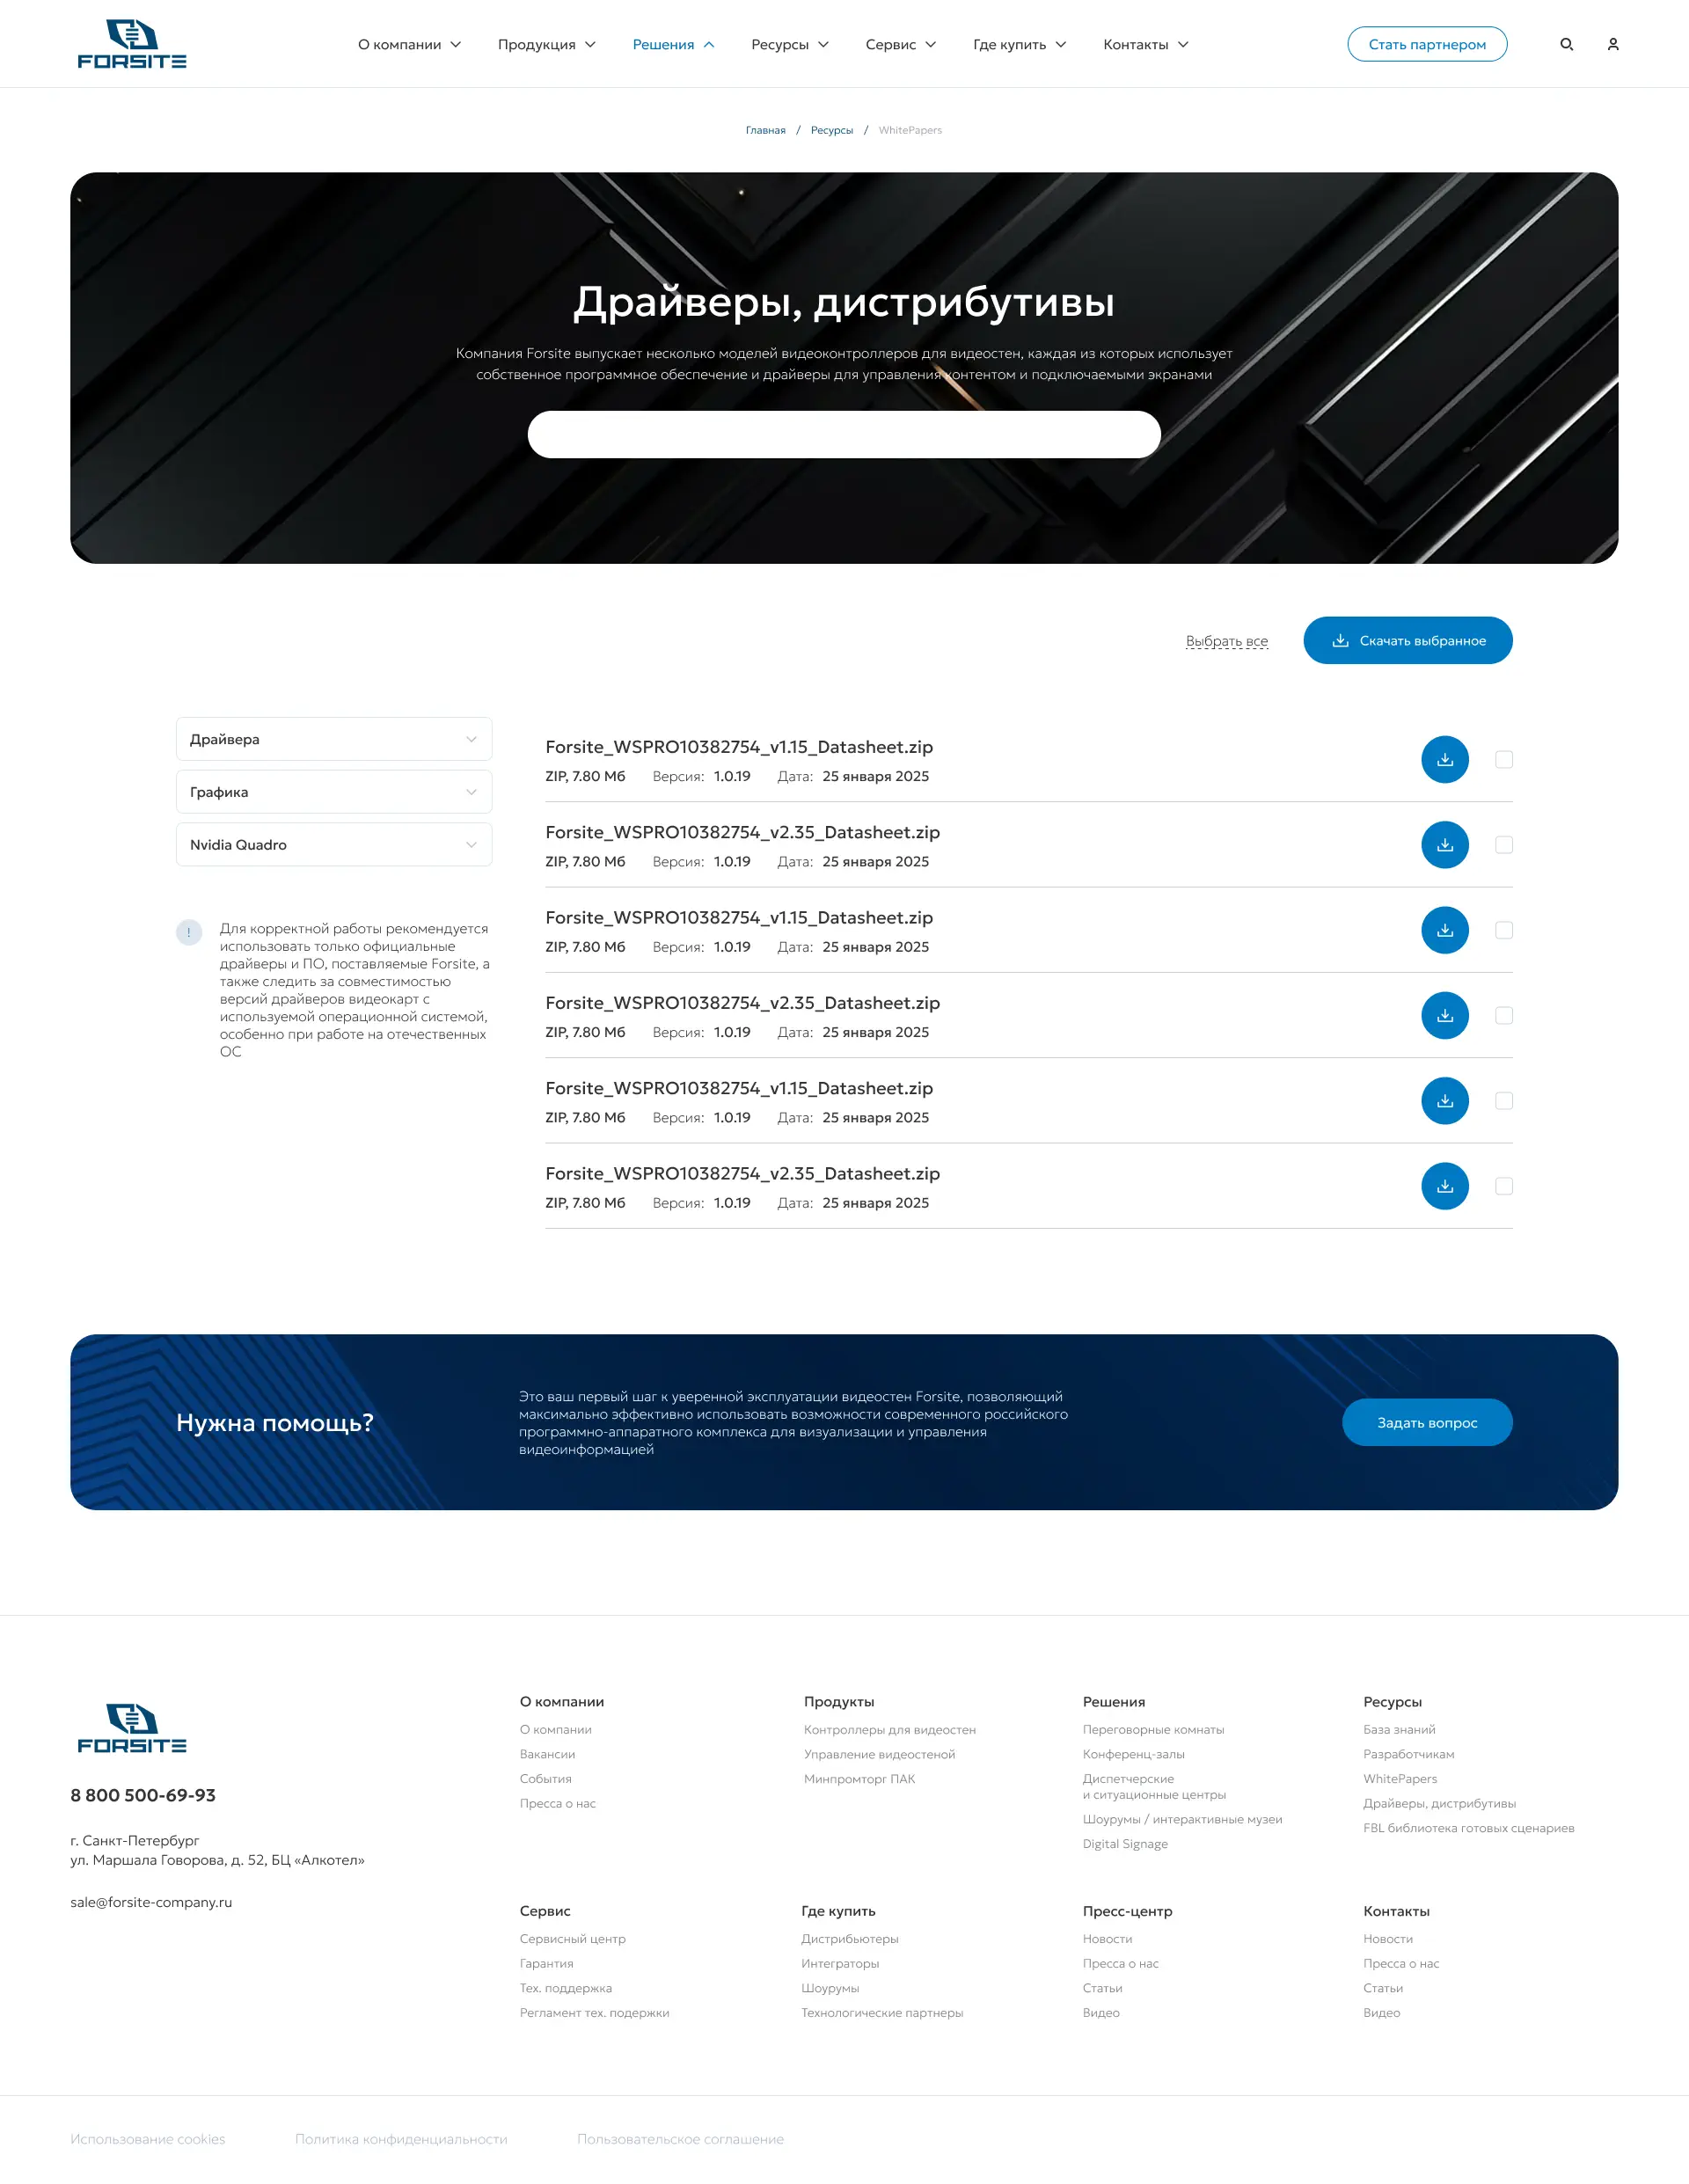 FORSITE
О компании
Продукция
Решения
Ресурсы
Сервис
Где купить
Контакты
Стать партнером
Главная / Ресурсы / WhitePapers
Драйверы, дистрибутивы
Компания Forsite выпускает несколько моделей видеоконтроллеров для видеостен, каждая из которых использует
собственное программное обеспечение и драйверы для управления контентом и подключаемыми экранами
Выбрать все
Скачать выбранное
Драйвера
Графика
Nvidia Quadro
!
Для корректной работы рекомендуется
использовать только официальные
драйверы и ПО, поставляемые Forsite, а
также следить за совместимостью
версий драйверов видеокарт с
используемой операционной системой,
особенно при работе на отечественных
ОС
Forsite_WSPRO10382754_v1.15_Datasheet.zip
ZIP, 7.80 Мб Версия: 1.0.19 Дата: 25 января 2025
Forsite_WSPRO10382754_v2.35_Datasheet.zip
ZIP, 7.80 Мб Версия: 1.0.19 Дата: 25 января 2025
Forsite_WSPRO10382754_v1.15_Datasheet.zip
ZIP, 7.80 Мб Версия: 1.0.19 Дата: 25 января 2025
Forsite_WSPRO10382754_v2.35_Datasheet.zip
ZIP, 7.80 Мб Версия: 1.0.19 Дата: 25 января 2025
Forsite_WSPRO10382754_v1.15_Datasheet.zip
ZIP, 7.80 Мб Версия: 1.0.19 Дата: 25 января 2025
Forsite_WSPRO10382754_v2.35_Datasheet.zip
ZIP, 7.80 Мб Версия: 1.0.19 Дата: 25 января 2025
Нужна помощь?
Это ваш первый шаг к уверенной эксплуатации видеостен Forsite, позволяющий
максимально эффективно использовать возможности современного российского
программно-аппаратного комплекса для визуализации и управления
видеоинформацией
Задать вопрос
FORSITE
8 800 500-69-93
г. Санкт-Петербург
ул. Маршала Говорова, д. 52, БЦ «Алкотел»
sale@forsite-company.ru
О компании
О компании
Вакансии
События
Пресса о нас
Продукты
Контроллеры для видеостен
Управление видеостеной
Минпромторг ПАК
Решения
Переговорные комнаты
Конференц-залы
Диспетчерские
и ситуационные центры
Шоурумы / интерактивные музеи
Digital Signage
Ресурсы
База знаний
Разработчикам
WhitePapers
Драйверы, дистрибутивы
FBL библиотека готовых сценариев
Сервис
Сервисный центр
Гарантия
Тех. поддержка
Регламент тех. подержки
Где купить
Дистрибьютеры
Интеграторы
Шоурумы
Технологические партнеры
Пресс-центр
Новости
Пресса о нас
Статьи
Видео
Контакты
Новости
Пресса о нас
Статьи
Видео
Использование cookies
Политика конфиденциальности
Пользовательское соглашение